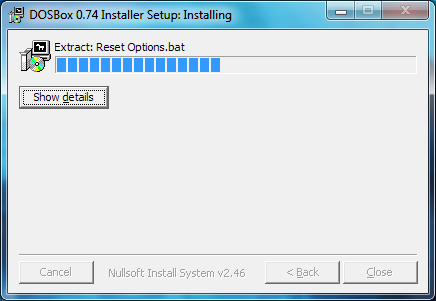 DOSBox 0.74 Installer Setup: Installing
Extract: Reset Options.bat
Show details
Cancel
Nullsoft Install System v2.46
< Back
Close